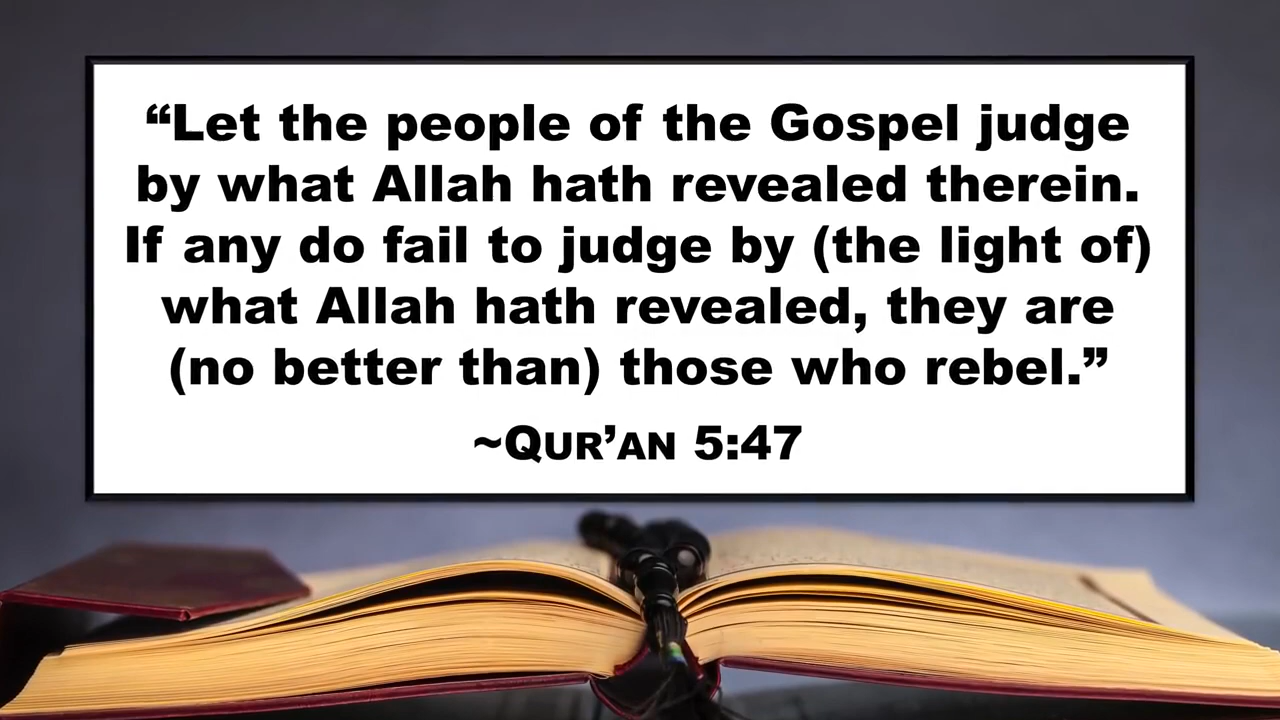 “Let the people of the Gospel judge
by what Allah hath revealed therein.
If any do fail to judge by (the light of)
what Allah hath revealed, they are
(no better than) those who rebel.”
~QUR’AN 5:47